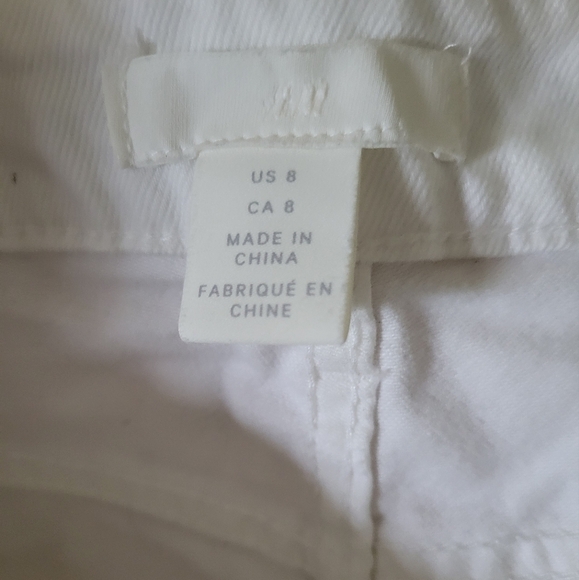 US 8
CA 8
MADE IN
CHINA
FABRIQUÉ EN
CHINE